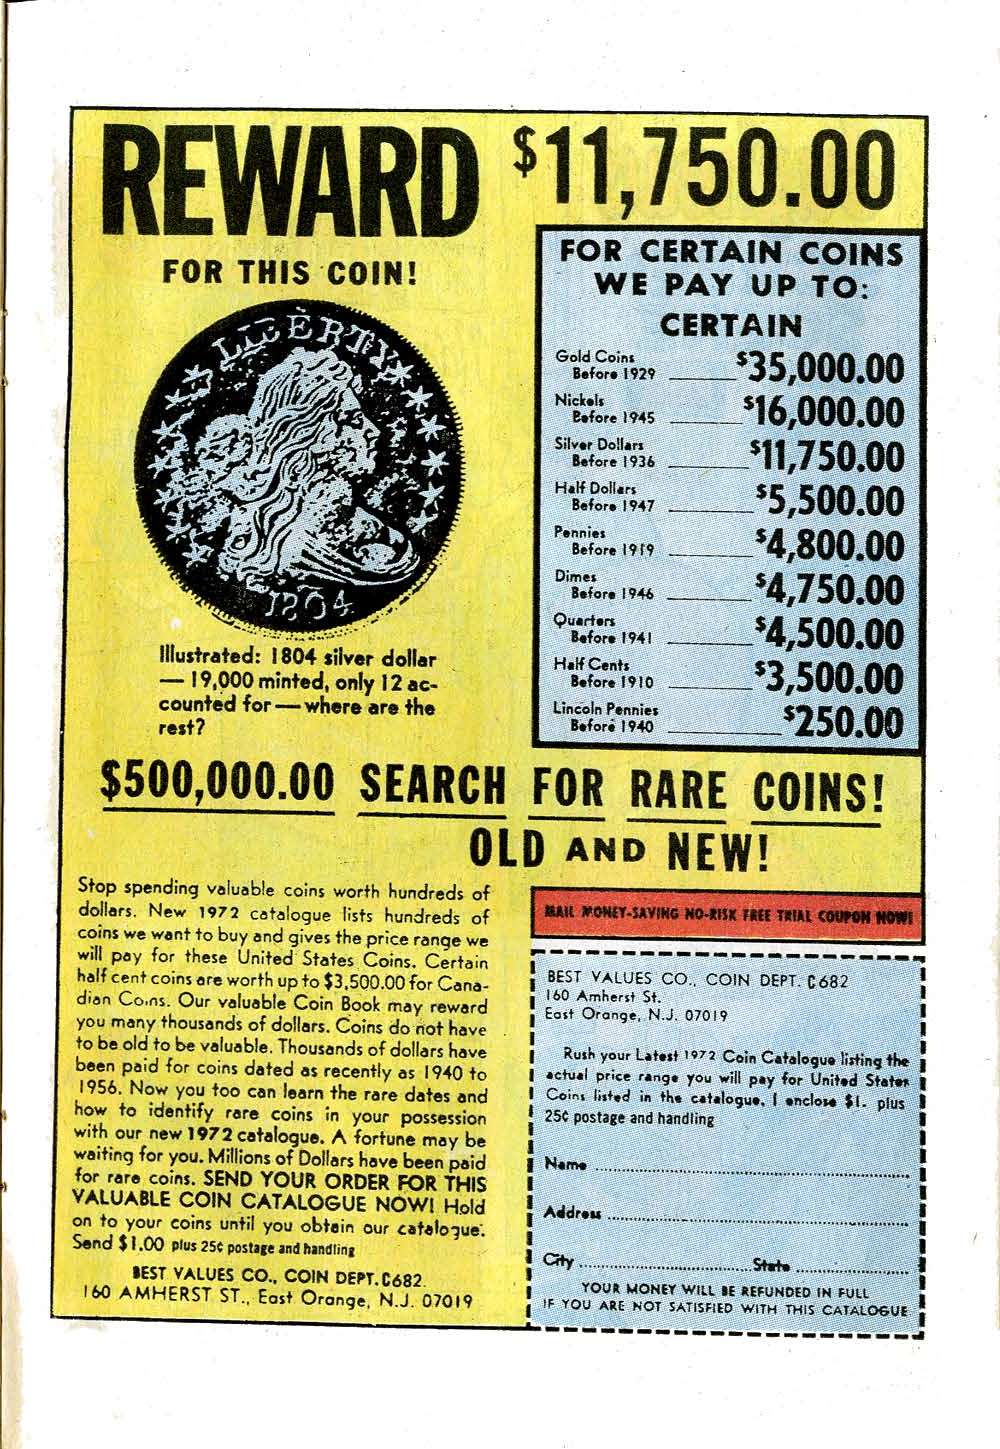 REWARD $11,750.00
FOR THIS COIN!
LIBERTY
1804
Illustrated: 1804 silver dollar
— 19,000 minted, only 12 ac-
counted for — where are the
rest?
FOR CERTAIN COINS
WE PAY UP TO:
CERTAIN
Gold Coins
Before 1929 $35,000.00
Nickels
Before 1945 $16,000.00
Silver Dollars
Before 1936 $11,750.00
Half Dollars
Before 1947 $5,500.00
Pennies
Before 1919 $4,800.00
Dimes
Before 1946 $4,750.00
Quarters
Before 1941 $4,500.00
Half Cents
Before 1910 $3,500.00
Lincoln Pennies
Before 1940 $250.00
$500,000.00 SEARCH FOR RARE COINS!
OLD AND NEW!
Stop spending valuable coins worth hundreds of
dollars. New 1972 catalogue lists hundreds of
coins we want to buy and gives the price range we
will pay for these United States Coins. Certain
half cent coins are worth up to $3,500.00 for Cana-
dian Coins. Our valuable Coin Book may reward
you many thousands of dollars. Coins do not have
to be old to be valuable. Thousands of dollars have
been paid for coins dated as recently as 1940 to
1956. Now you too can learn the rare dates and
how to identify rare coins in your possession
with our new 1972 catalogue. A fortune may be
waiting for you. Millions of Dollars have been paid
for rare coins. SEND YOUR ORDER FOR THIS
VALUABLE COIN CATALOGUE NOW! Hold
on to your coins until you obtain our catalogue.
Send $1.00 plus 25¢ postage and handling
BEST VALUES CO., COIN DEPT. C682
160 AMHERST ST., East Orange, N.J. 07019
MAIL MONEY-SAVING NO-RISK FREE TRIAL COUPON NOW!
BEST VALUES CO., COIN DEPT. C682
160 Amherst St.
East Orange, N.J. 07019
Rush your Latest 1972 Coin Catalogue listing the
actual price range you will pay for United States
Coins listed in the catalogue. I enclose $1. plus
25¢ postage and handling
Name
Address
City State
YOUR MONEY WILL BE REFUNDED IN FULL
IF YOU ARE NOT SATISFIED WITH THIS CATALOGUE